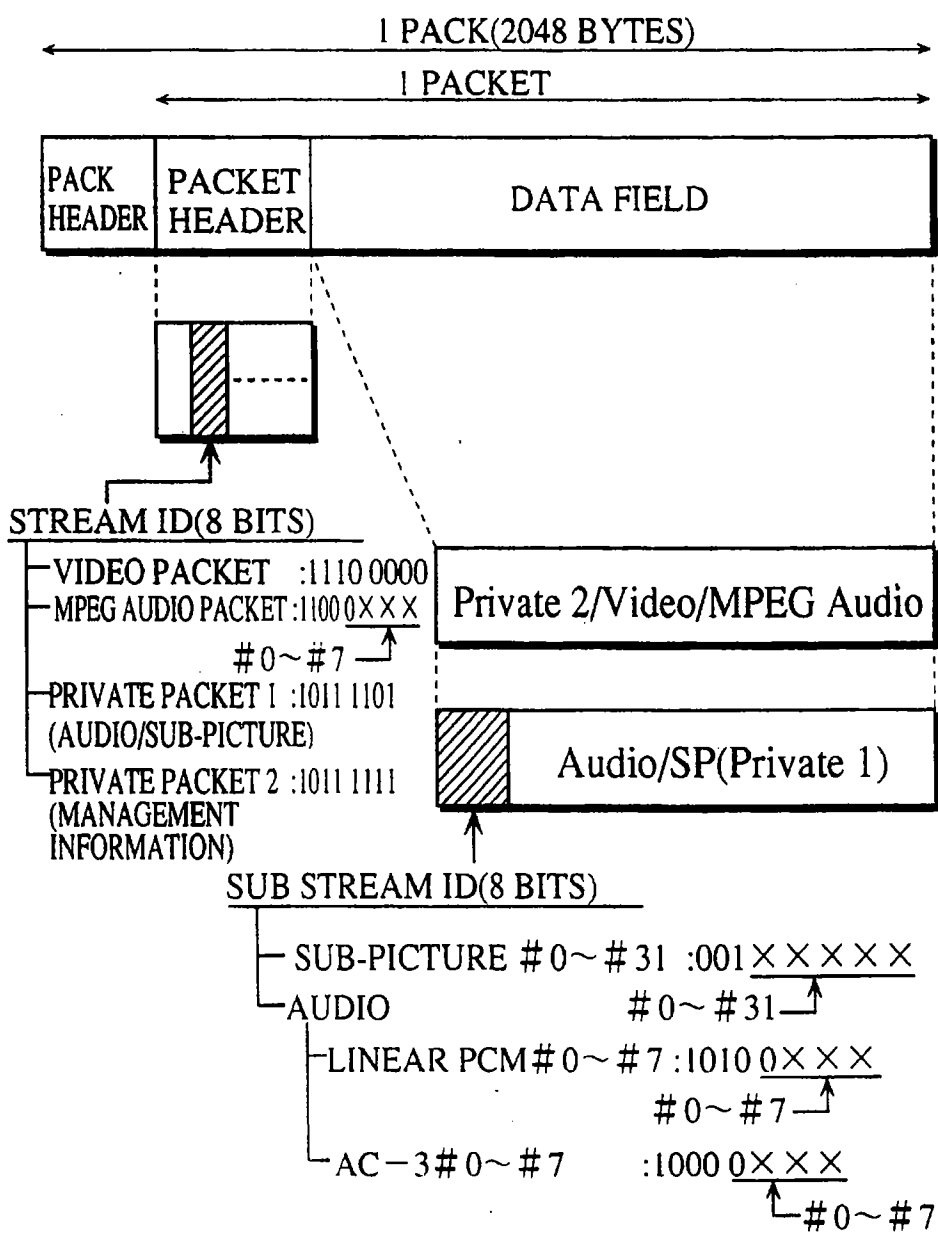 1 PACK(2048 BYTES)
1 PACKET
PACK HEADER
PACKET HEADER
DATA FIELD
STREAM ID(8 BITS)
VIDEO PACKET :1110 0000
MPEG AUDIO PACKET :1100 0×××
#0~#7
PRIVATE PACKET 1 :1011 1101
(AUDIO/SUB-PICTURE)
PRIVATE PACKET 2 :1011 1111
(MANAGEMENT
INFORMATION)
Private 2/Video/MPEG Audio
Audio/SP(Private 1)
SUB STREAM ID(8 BITS)
SUB-PICTURE #0~#31 :001×××××
#0~#31
AUDIO
LINEAR PCM#0~#7 :1010 0×××
#0~#7
AC-3#0~#7 :1000 0×××
#0~#7